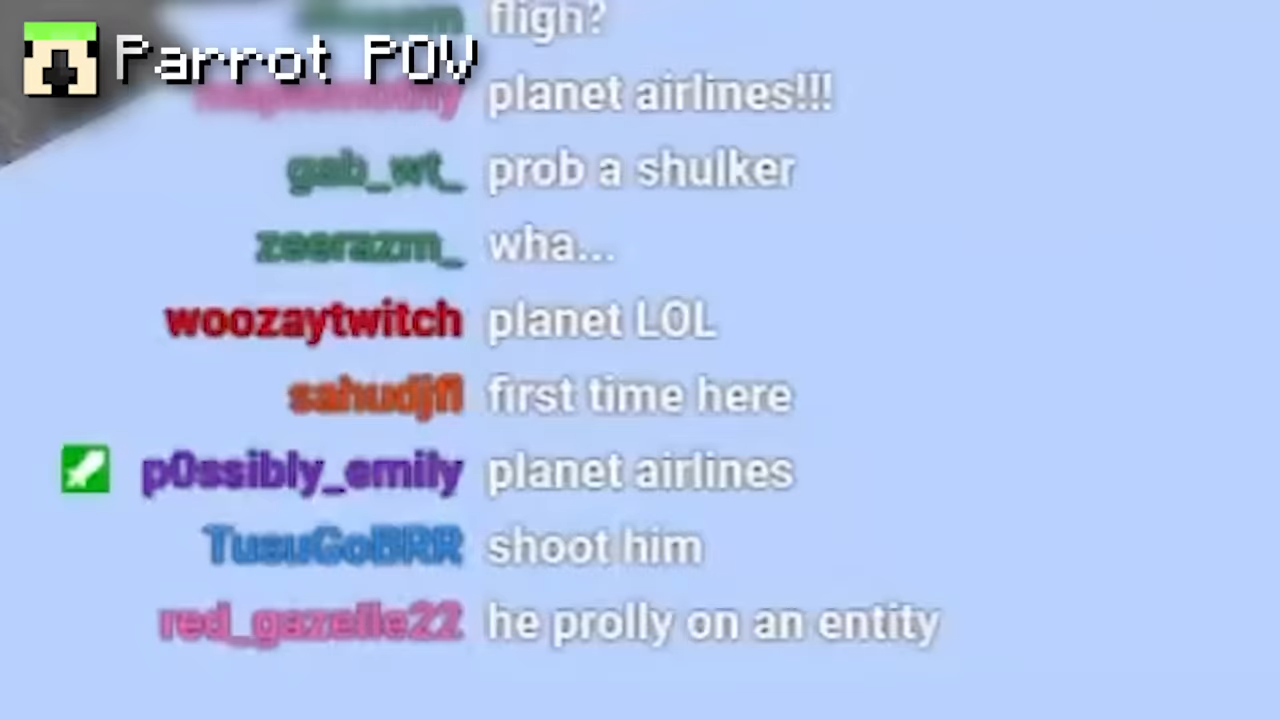 fligh?
Parrot POV
planet airlines!!!
gab_wt_ prob a shulker
zeerazm_ wha...
woozaytwitch planet LOL
sahudjfl first time here
p0ssibly_emily planet airlines
TusuGoBRR shoot him
red_gazelle22 he prolly on an entity